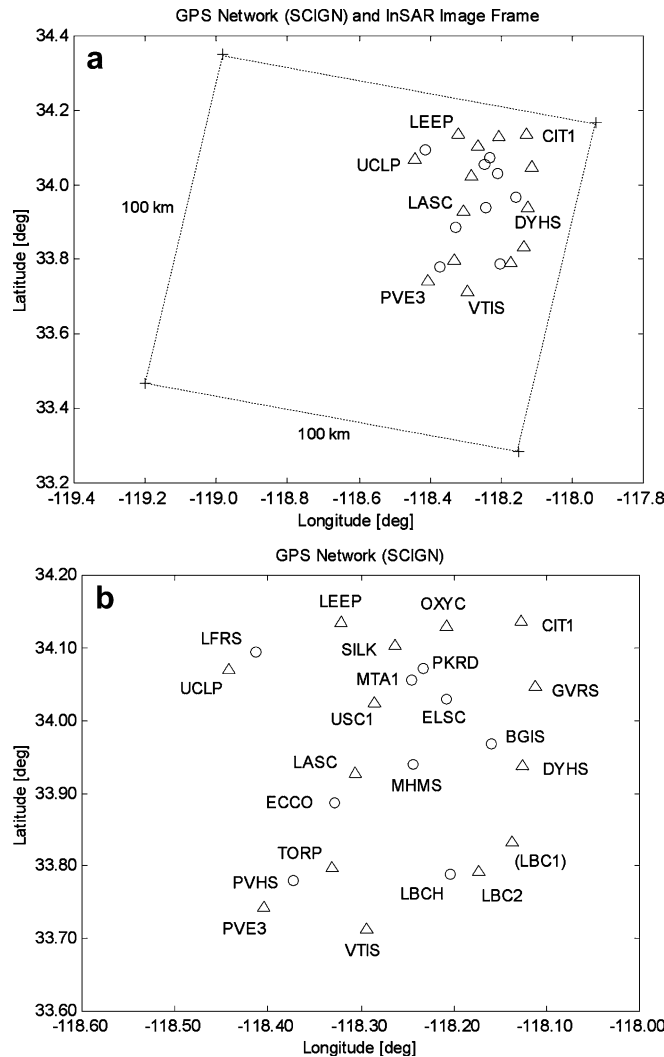 GPS Network (SCIGN) and InSAR Image Frame
a
34.4
34.2
34.0
33.8
33.6
33.4
33.2
Latitude [deg]
LEEP
CIT1
UCLP
LASC
DYHS
PVE3
VTIS
100 km
100 km
-119.4 -119.2 -119.0 -118.8 -118.6 -118.4 -118.2 -118.0 -117.8
Longitude [deg]
GPS Network (SCIGN)
b
34.20
34.10
34.00
33.90
33.80
33.70
33.60
Latitude [deg]
LEEP
OXYC
CIT1
LFRS
SILK
PKRD
MTA1
UCLP
GVRS
USC1
ELSC
BGIS
LASC
DYHS
MHMS
ECCO
TORP
(LBC1)
PVHS
LBCH
LBC2
PVE3
VTIS
-118.60 -118.50 -118.40 -118.30 -118.20 -118.10 -118.00
Longitude [deg]